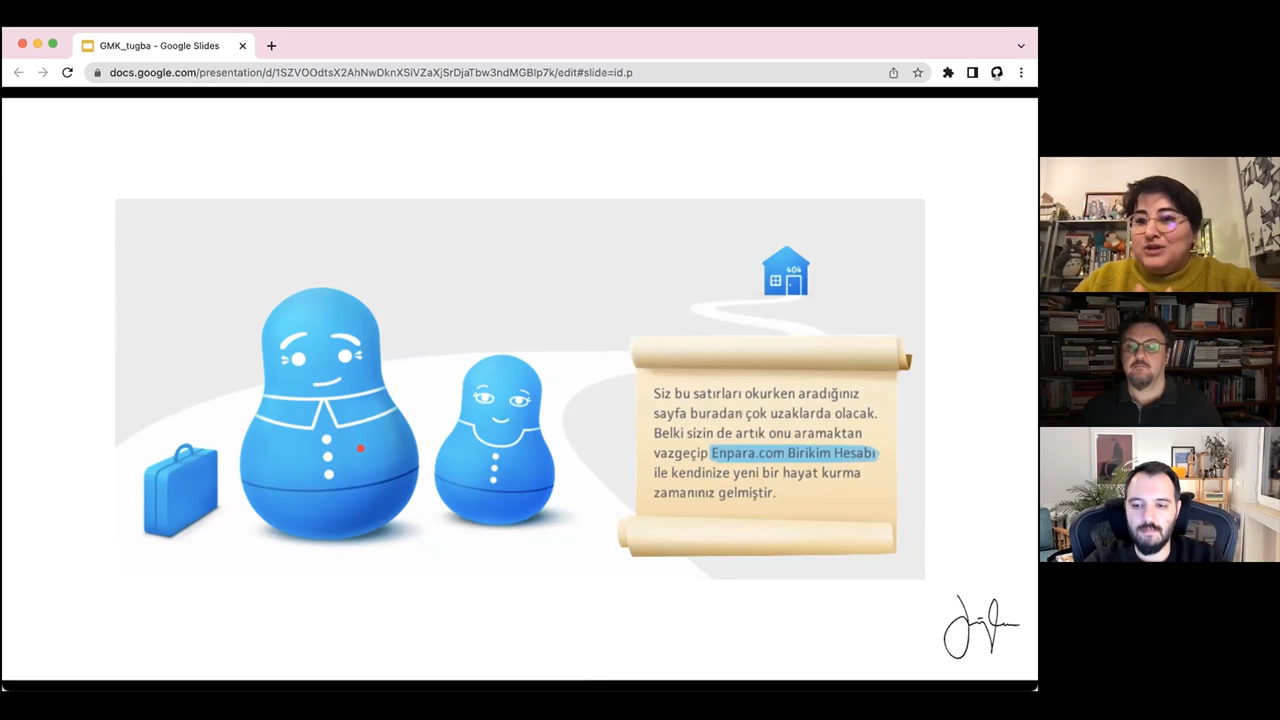 GMK_tugba - Google Slides
docs.google.com/presentation/d/1SZVOOdtsX2AhNwDknXSiVZaXjSrDjaTbw3ndMGBIp7k/edit#slide=id.p
404
Siz bu satırları okurken aradığınız
sayfa buradan çok uzaklarda olacak.
Belki sizin de artık onu aramaktan
vazgeçip Enpara.com Birikim Hesabı
ile kendinize yeni bir hayat kurma
zamanınız gelmiştir.